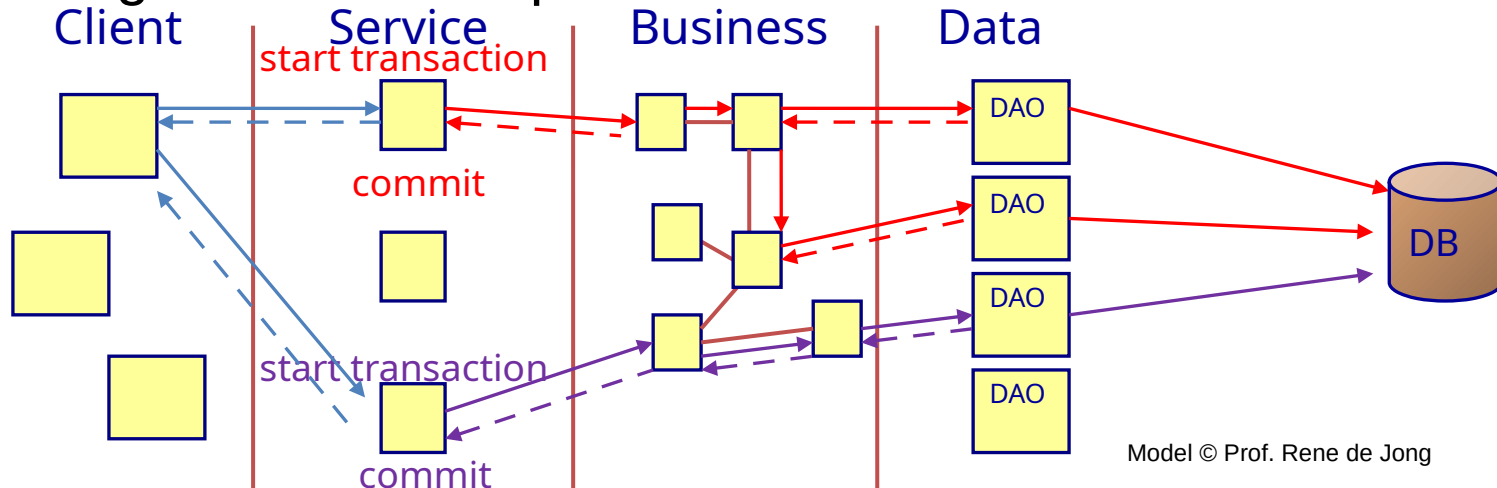 Client
Service
Business
Data
start transaction
commit
start transaction
commit
DAO
DAO
DAO
DAO
DB
Model © Prof. Rene de Jong